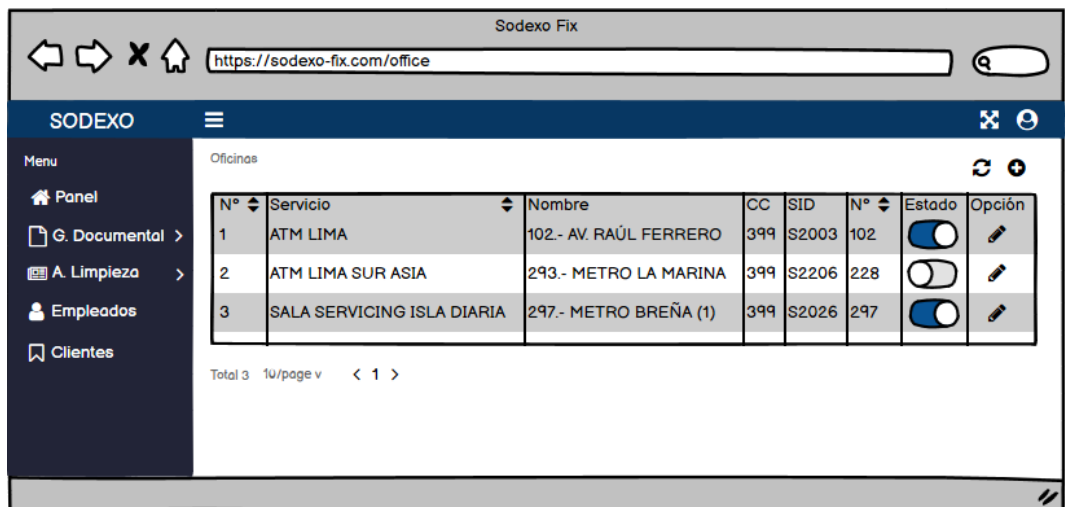 Sodexo Fix
https://sodexo-fix.com/office
SODEXO
Menu
Panel
G. Documental
A. Limpieza
Empleados
Clientes
Oficinas
N° Servicio Nombre CC SID N° Estado Opción
1 ATM LIMA 102.- AV. RAÚL FERRERO 399 S2003 102
2 ATM LIMA SUR ASIA 293.- METRO LA MARINA 399 S2206 228
3 SALA SERVICING ISLA DIARIA 297.- METRO BREÑA (1) 399 S2026 297
Total 3 10/page v < 1 >